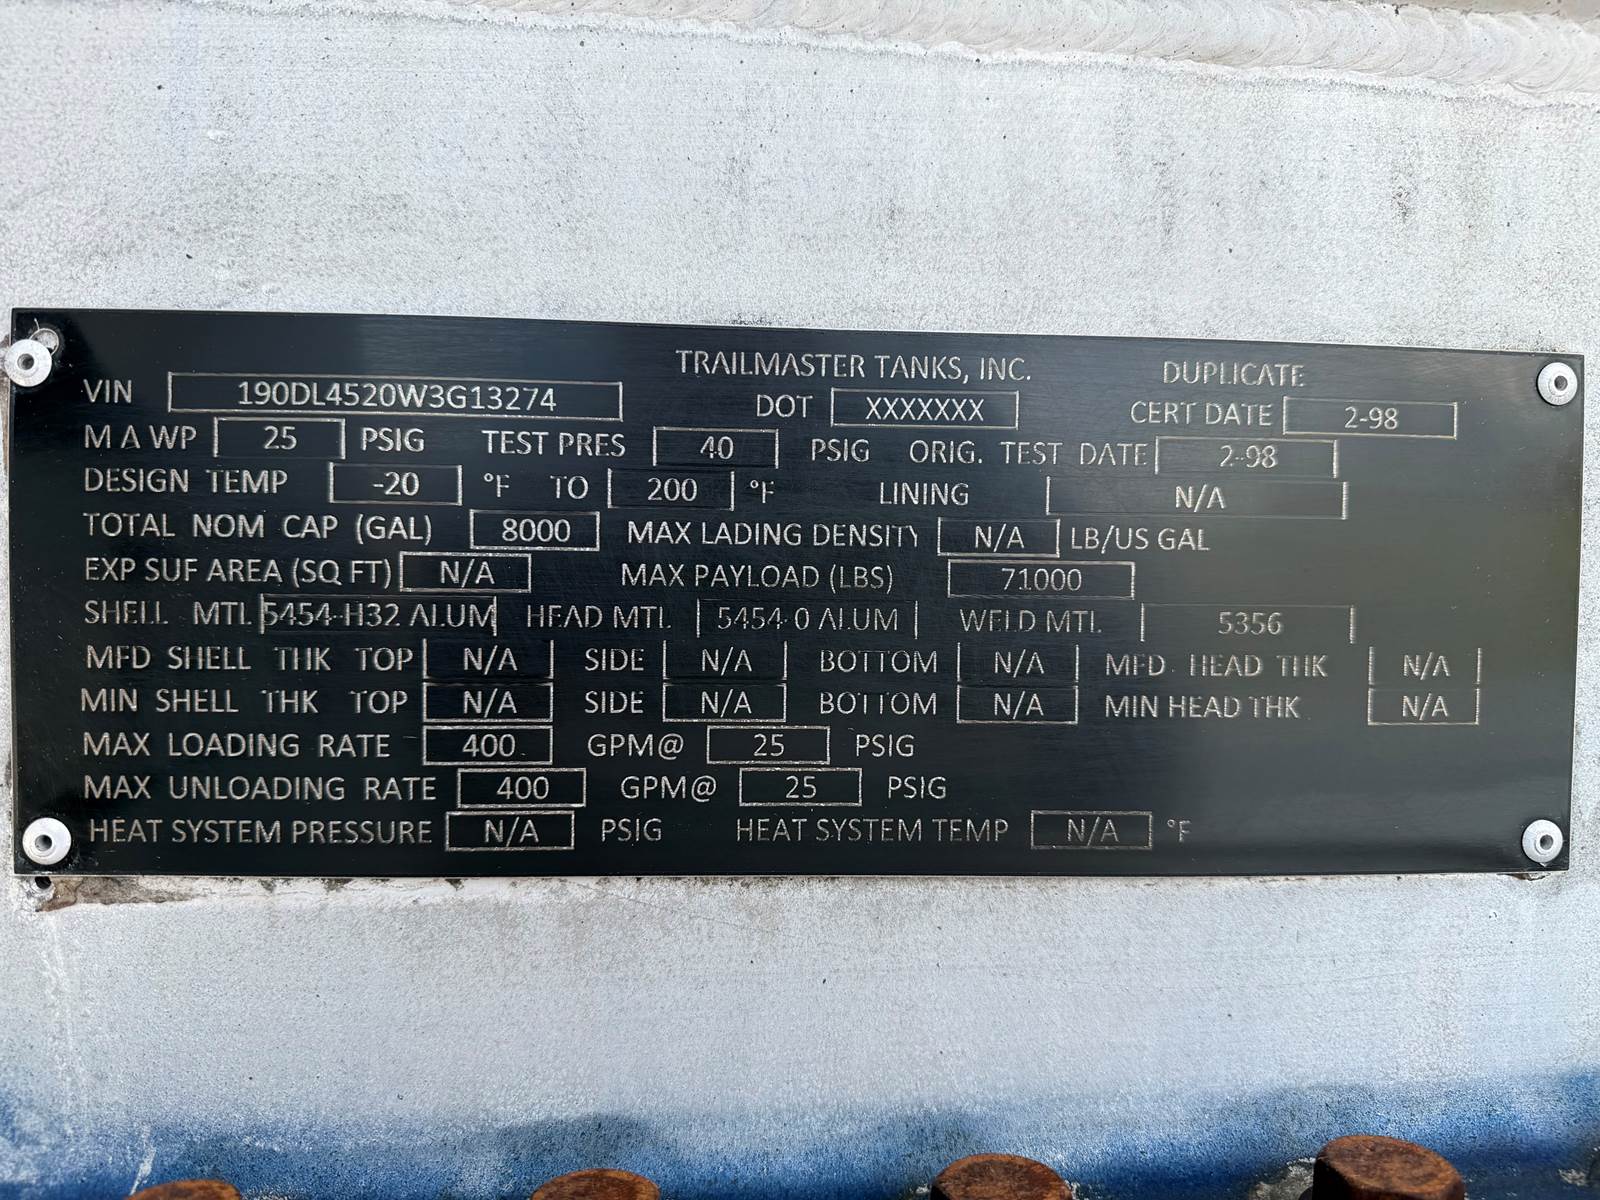 TRAILMASTER TANKS, INC. DUPLICATE
VIN 190DL4520W3G13274 DOT XXXXXXX CERT DATE 2-98
M A WP 25 PSIG TEST PRES 40 PSIG ORIG. TEST DATE 2-98
DESIGN TEMP -20 °F TO 200 °F LINING N/A
TOTAL NOM CAP (GAL) 8000 MAX LADING DENSITY N/A LB/US GAL
EXP SUF AREA (SQ FT) N/A MAX PAYLOAD (LBS) 71000
SHELL MTL 5454-H32 ALUM HEAD MTL 5454-0 ALUM WELD MTL 5356
MFD SHELL THK TOP N/A SIDE N/A BOTTOM N/A MFD HEAD THK N/A
MIN SHELL THK TOP N/A SIDE N/A BOTTOM N/A MIN HEAD THK N/A
MAX LOADING RATE 400 GPM@ 25 PSIG
MAX UNLOADING RATE 400 GPM@ 25 PSIG
HEAT SYSTEM PRESSURE N/A PSIG HEAT SYSTEM TEMP N/A °F